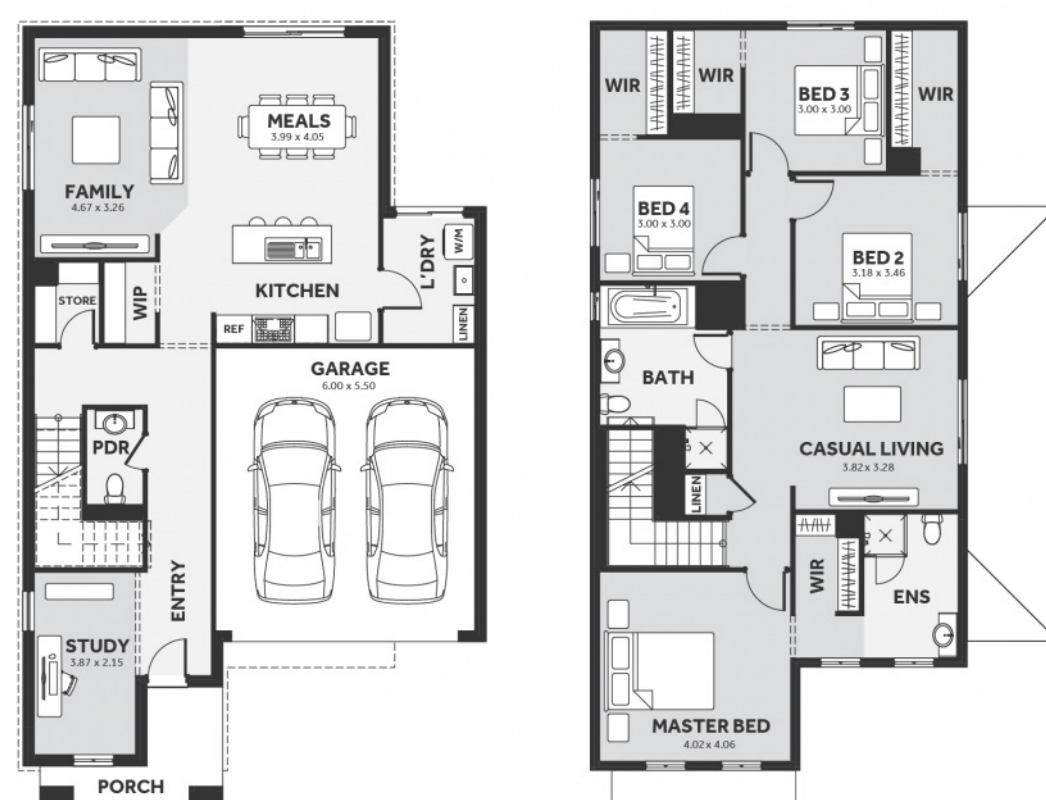 MEALS
3.99 x 4.05
FAMILY
4.67 x 3.26
L'DRY
W/M
KITCHEN
STORE
WIP
REF
LINEN
GARAGE
6.00 x 5.50
PDR
ENTRY
STUDY
3.87 x 2.15
PORCH
WIR
WIR
BED 3
3.00 x 3.00
WIR
BED 4
3.00 x 3.00
BED 2
3.18 x 3.46
BATH
CASUAL LIVING
3.82x 3.28
LINEN
WIR
ENS
MASTER BED
4.02x 4.06